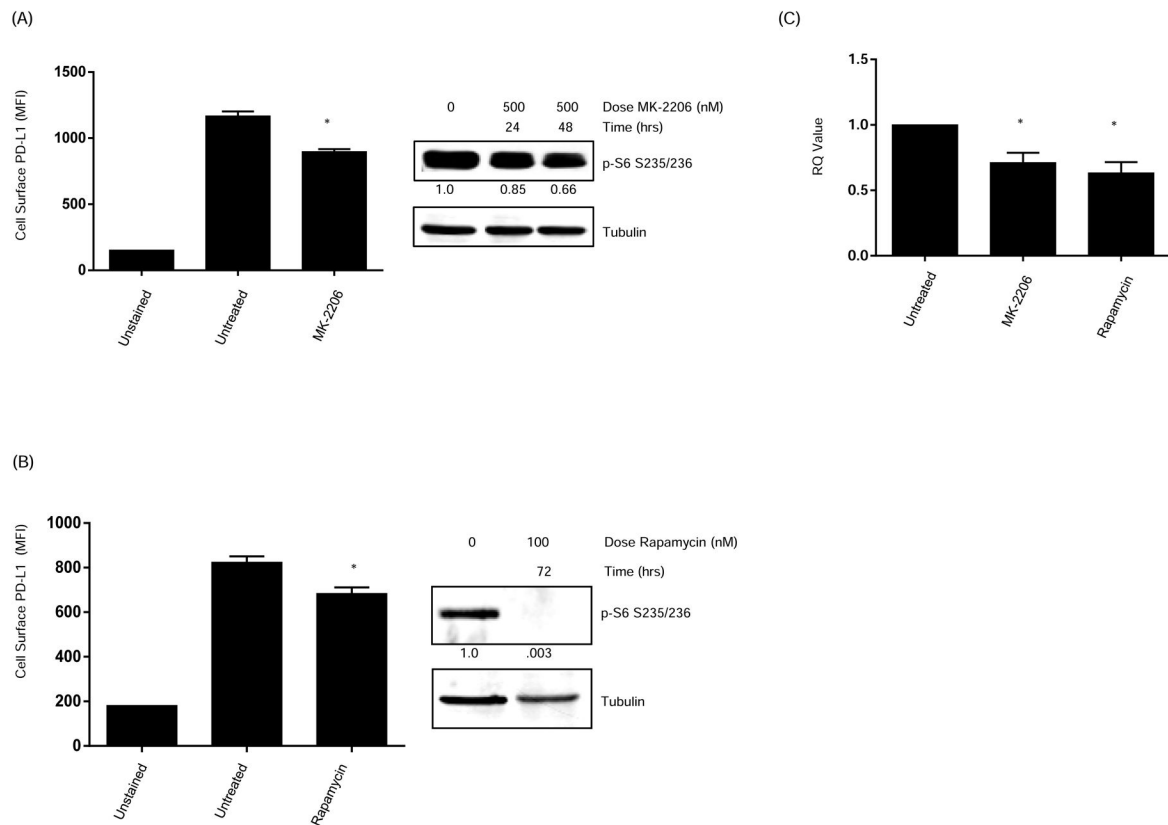 (A)
Cell Surface PD-L1 (MFI)
1500
1000
500
0
*
Unstained
Untreated
MK-2206
0 500 500 Dose MK-2206 (nM)
24 48 Time (hrs)
p-S6 S235/236
1.0 0.85 0.66
Tubulin
(C)
RQ Value
1.5
1.0
0.5
0.0
* *
Untreated
MK-2206
Rapamycin
(B)
Cell Surface PD-L1 (MFI)
1000
800
600
400
200
0
*
Unstained
Untreated
Rapamycin
0 100 Dose Rapamycin (nM)
72 Time (hrs)
p-S6 S235/236
1.0 .003
Tubulin